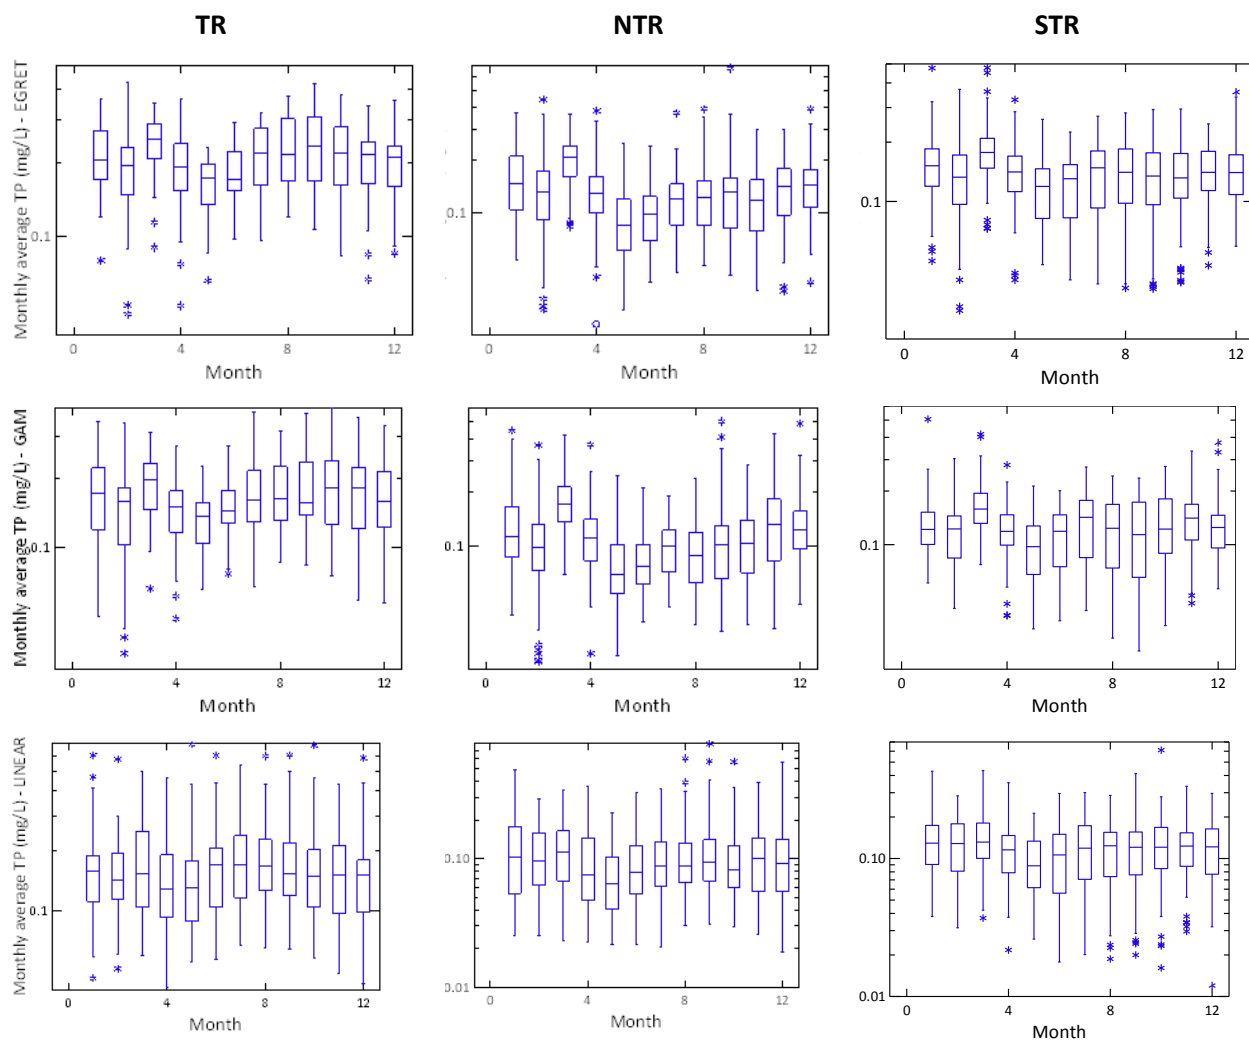 TR NTR STR
Monthly average TP (mg/L) - EGRET
0.1
0 4 8 12
Month
0.1
0 4 8 12
Month
0.1
0 4 8 12
Month
Monthly average TP (mg/L) - GAM
0.1
0 4 8 12
Month
0.1
0 4 8 12
Month
0.1
0 4 8 12
Month
Monthly average TP (mg/L) - LINEAR
0.1
0 4 8 12
Month
0.10
0.01
0 4 8 12
Month
0.10
0.01
0 4 8 12
Month